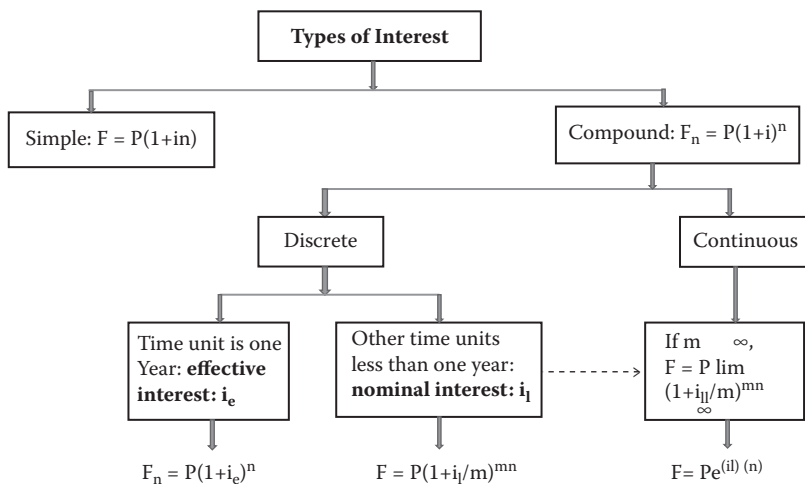 Types of Interest
Simple: F = P(1+in)
Compound: Fₙ = P(1+i)ⁿ
Discrete
Continuous
Time unit is one
Year: effective
interest: iₑ
Other time units
less than one year:
nominal interest: iₗ
If m ∞,
F = P lim
(1+iₗₗ/m)ᵐⁿ
∞
Fₙ = P(1+iₑ)ⁿ
F = P(1+iₗ/m)ᵐⁿ
F= Pe⁽ⁱˡ⁾ ⁽ⁿ⁾